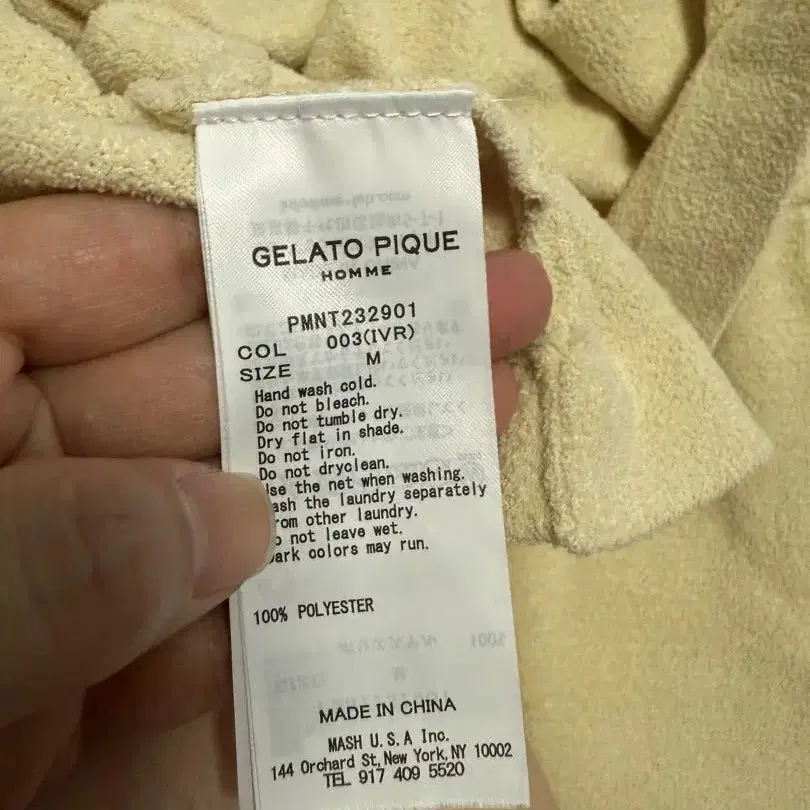 GELATO PIQUE
HOMME
PMNT232901
COL 003(IVR)
SIZE M
Hand wash cold.
Do not bleach.
Do not tumble dry.
Dry flat in shade.
Do not iron.
Do not dryclean.
Use the net when washing.
ash the laundry separately
rom other laundry.
o not leave wet.
ark colors may run.
100% POLYESTER
MADE IN CHINA
MASH U.S.A Inc.
144 Orchard St, New York, NY 10002
TEL 917 409 5520